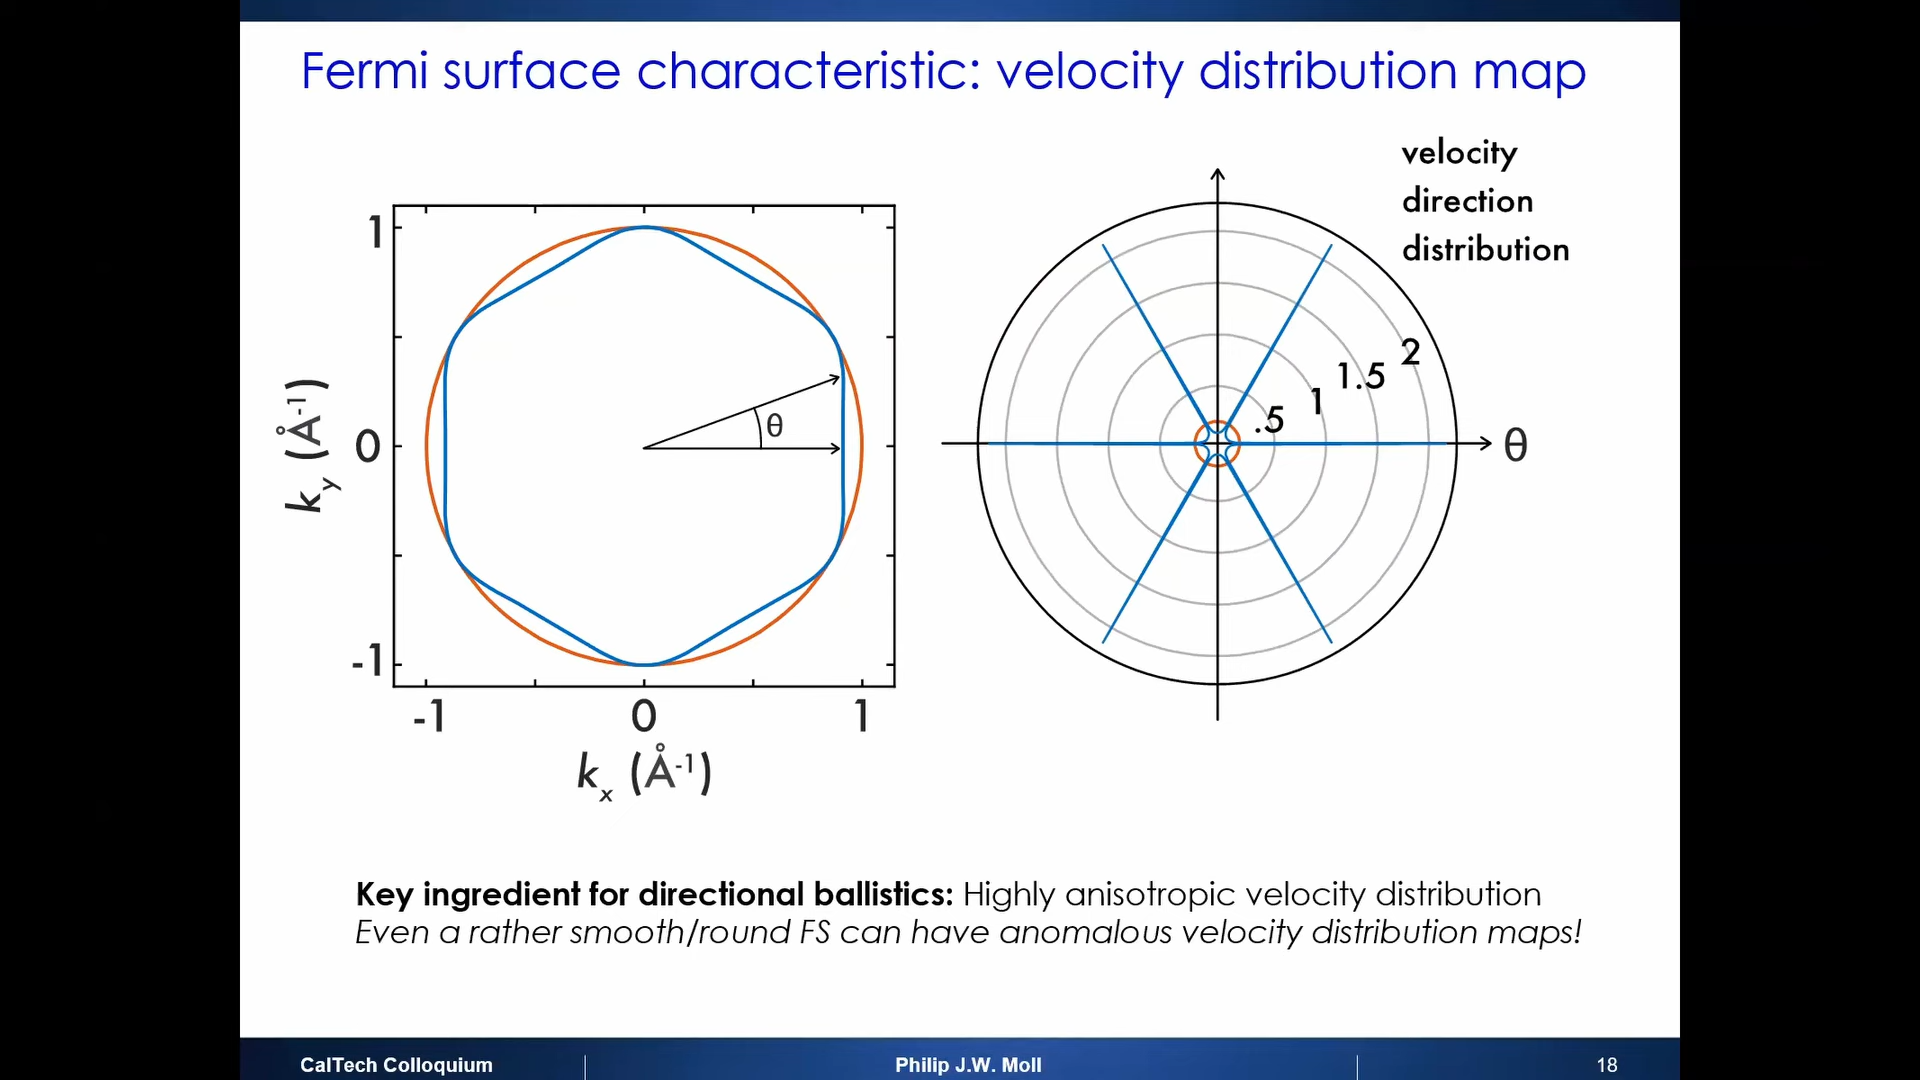 Fermi surface characteristic: velocity distribution map
velocity
direction
distribution
1
0
-1
k_y (Å⁻¹)
θ
-1 0 1
k_x (Å⁻¹)
.5 1 1.5 2
θ
Key ingredient for directional ballistics: Highly anisotropic velocity distribution
Even a rather smooth/round FS can have anomalous velocity distribution maps!
CalTech Colloquium Philip J.W. Moll 18